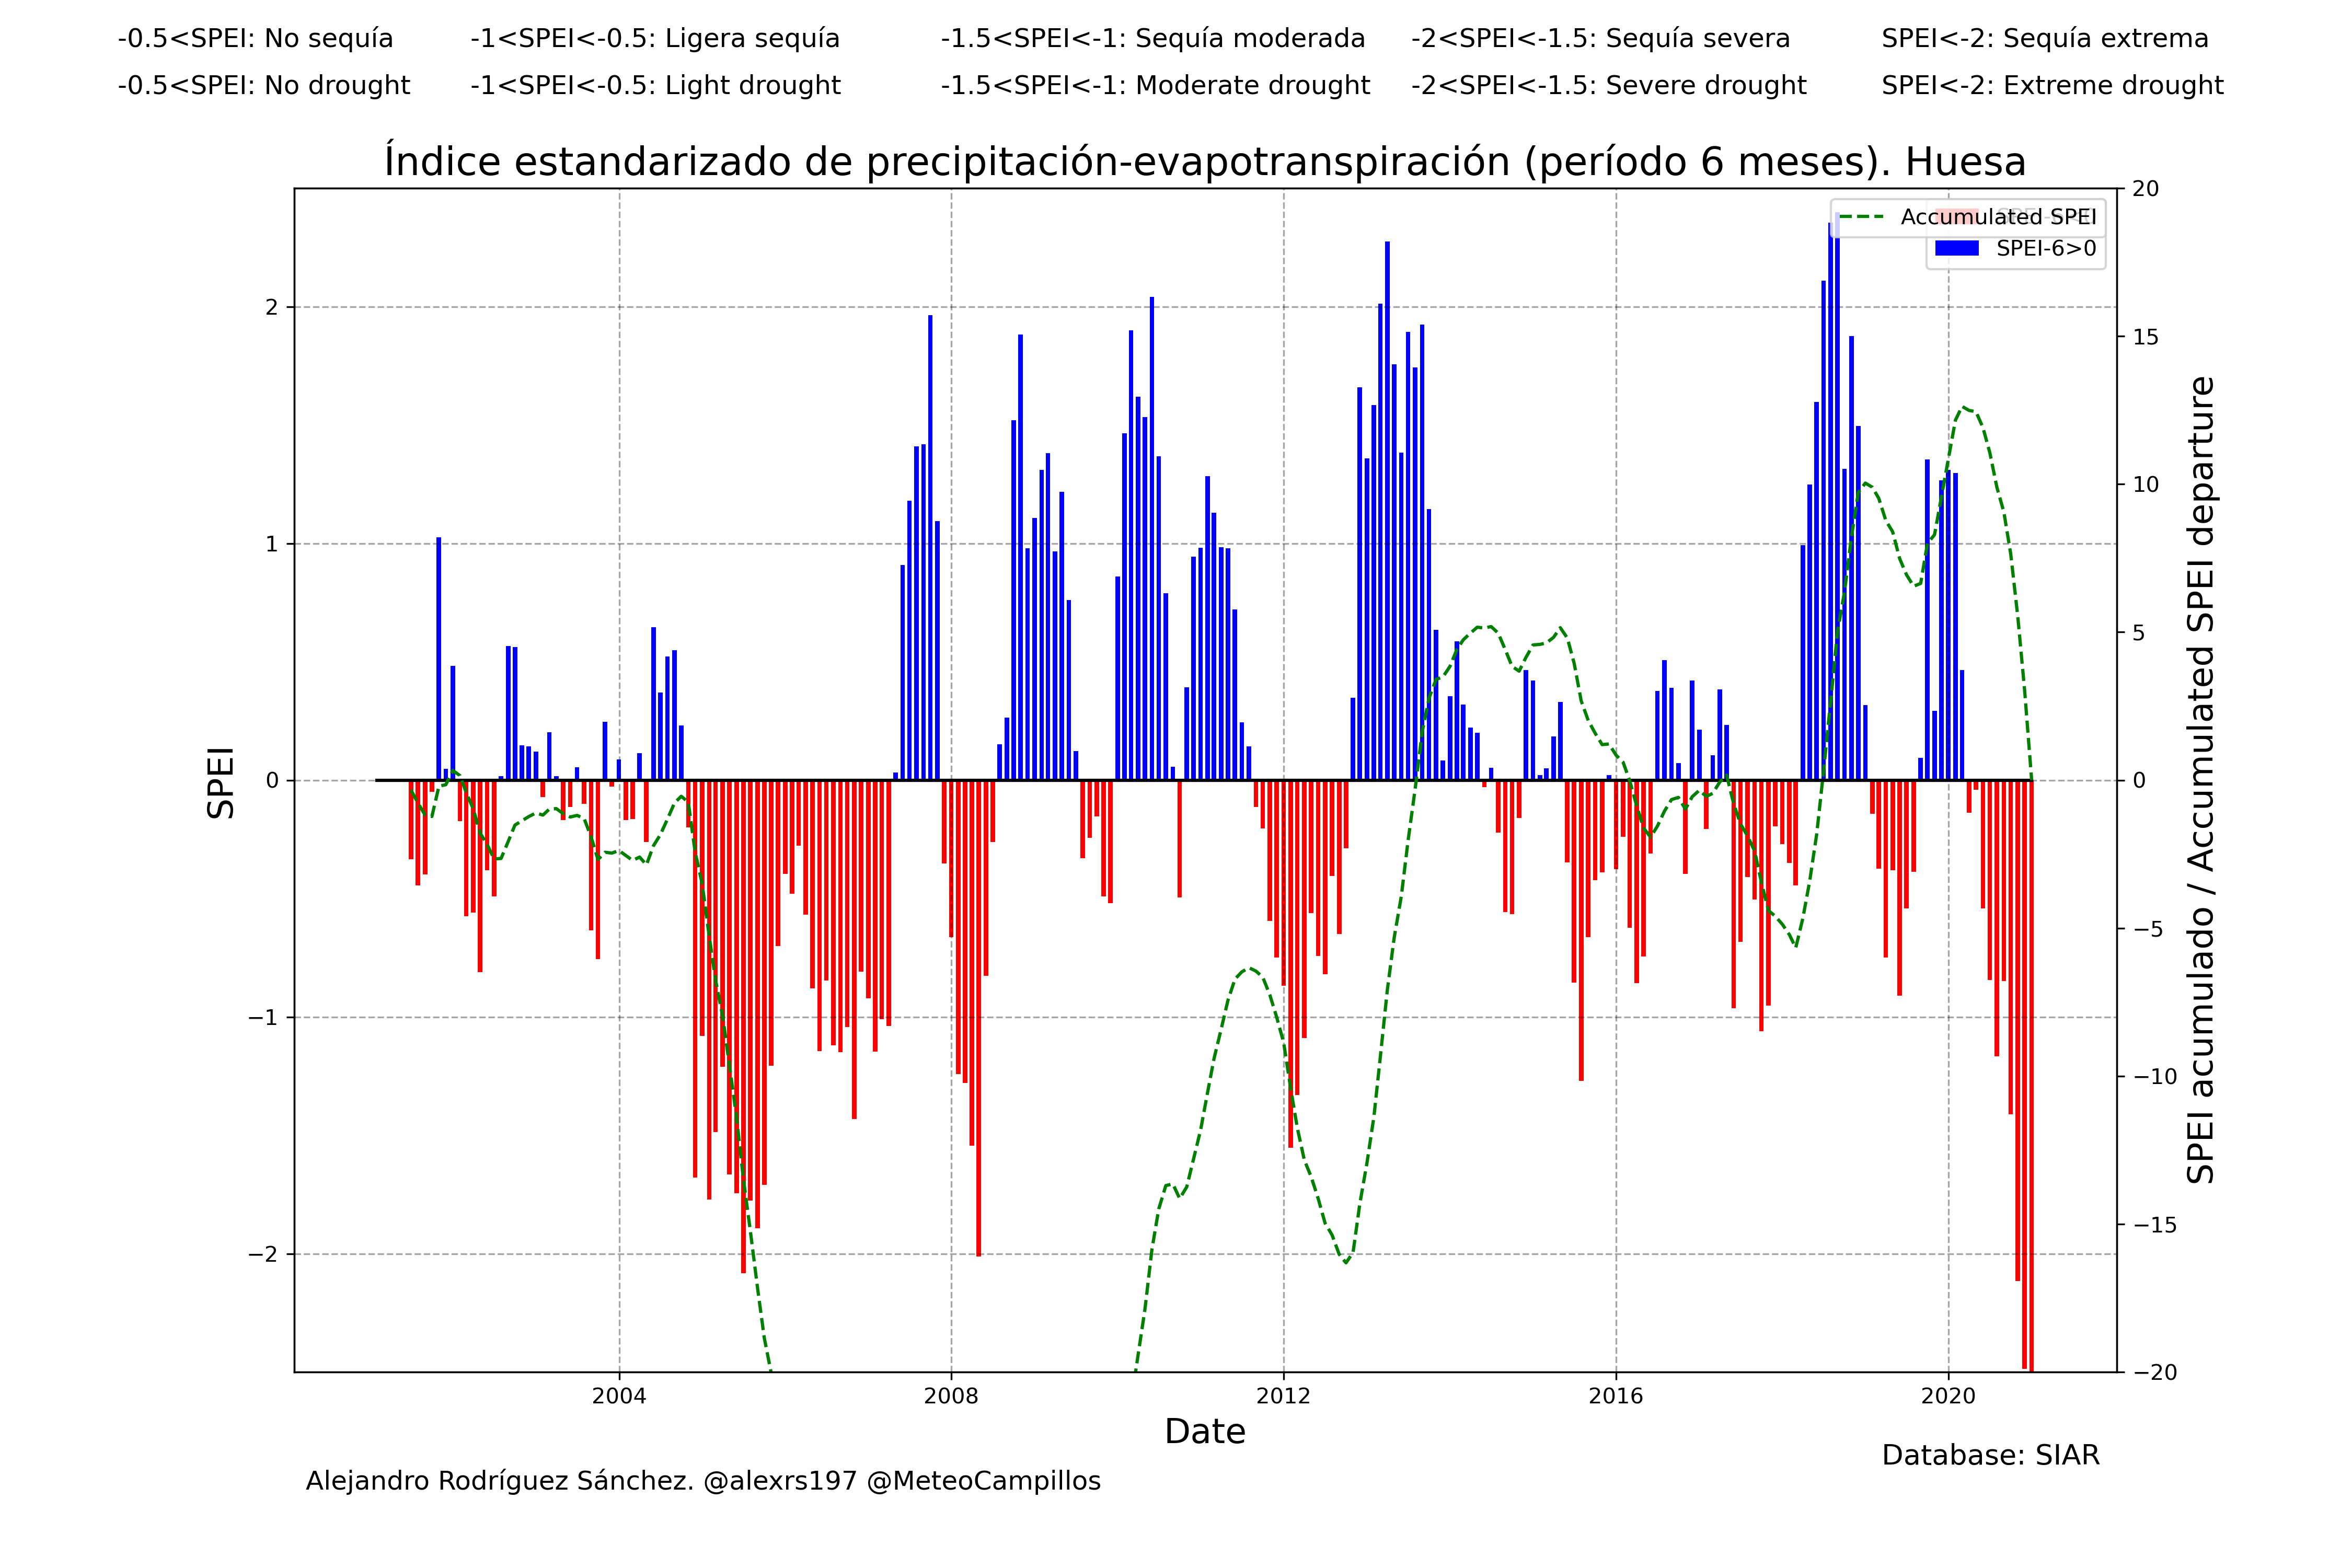 -0.5<SPEI: No sequía -1<SPEI<-0.5: Ligera sequía -1.5<SPEI<-1: Sequía moderada -2<SPEI<-1.5: Sequía severa SPEI<-2: Sequía extrema
-0.5<SPEI: No drought -1<SPEI<-0.5: Light drought -1.5<SPEI<-1: Moderate drought -2<SPEI<-1.5: Severe drought SPEI<-2: Extreme drought
Índice estandarizado de precipitación-evapotranspiración (período 6 meses). Huesa
Accumulated SPEI
SPEI-6>0
SPEI
2
1
0
−1
−2
20
15
10
5
0
−5
−10
−15
−20
SPEI acumulado / Accumulated SPEI departure
2004 2008 2012 2016 2020
Date
Database: SIAR
Alejandro Rodríguez Sánchez. @alexrs197 @MeteoCampillos